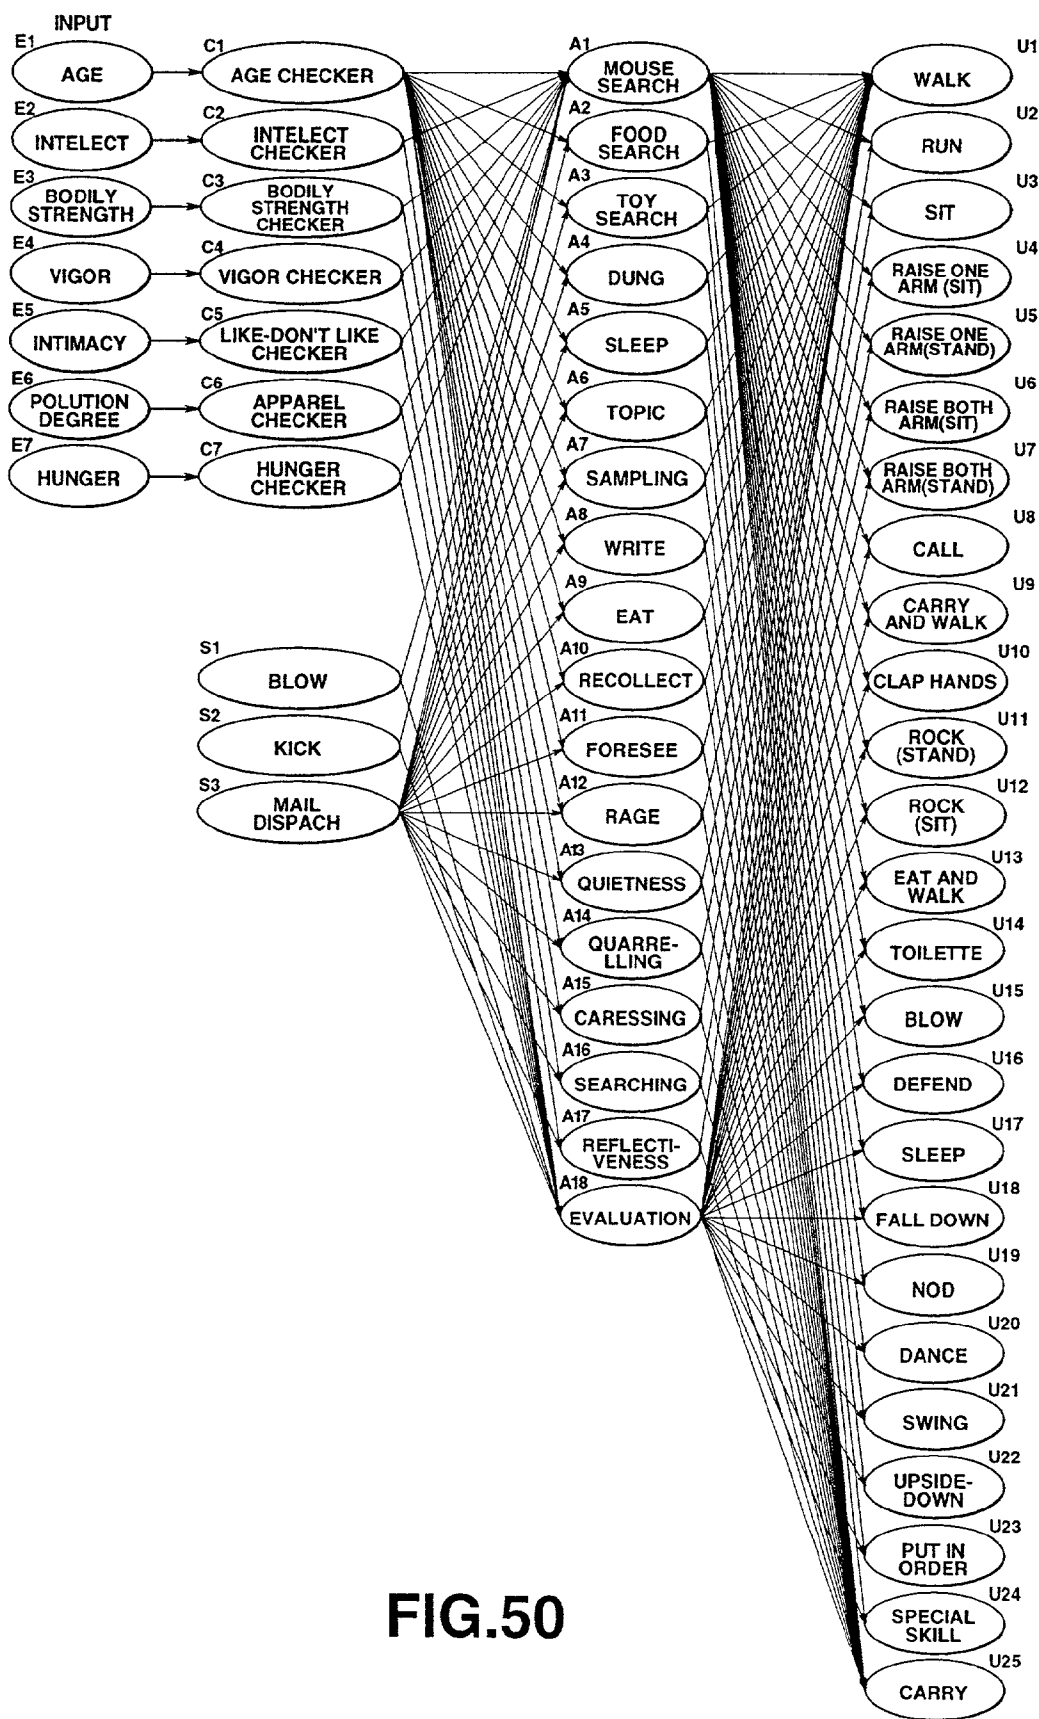 INPUT
E1
AGE
E2
INTELECT
E3
BODILY
STRENGTH
E4
VIGOR
E5
INTIMACY
E6
POLUTION
DEGREE
E7
HUNGER
C1
AGE CHECKER
C2
INTELECT
CHECKER
C3
BODILY
STRENGTH
CHECKER
C4
VIGOR CHECKER
C5
LIKE-DON'T LIKE
CHECKER
C6
APPAREL
CHECKER
C7
HUNGER
CHECKER
S1
BLOW
S2
KICK
S3
MAIL
DISPACH
A1
MOUSE
SEARCH
A2
FOOD
SEARCH
A3
TOY
SEARCH
A4
DUNG
A5
SLEEP
A6
TOPIC
A7
SAMPLING
A8
WRITE
A9
EAT
A10
RECOLLECT
A11
FORESEE
A12
RAGE
A13
QUIETNESS
A14
QUARRE-
LLING
A15
CARESSING
A16
SEARCHING
A17
REFLECTI-
VENESS
A18
EVALUATION
U1
WALK
U2
RUN
U3
SIT
U4
RAISE ONE
ARM (SIT)
U5
RAISE ONE
ARM(STAND)
U6
RAISE BOTH
ARM(SIT)
U7
RAISE BOTH
ARM(STAND)
U8
CALL
U9
CARRY
AND WALK
U10
CLAP HANDS
U11
ROCK
(STAND)
U12
ROCK
(SIT)
U13
EAT AND
WALK
U14
TOILETTE
U15
BLOW
U16
DEFEND
U17
SLEEP
U18
FALL DOWN
U19
NOD
U20
DANCE
U21
SWING
U22
UPSIDE-
DOWN
U23
PUT IN
ORDER
U24
SPECIAL
SKILL
U25
CARRY
FIG.50